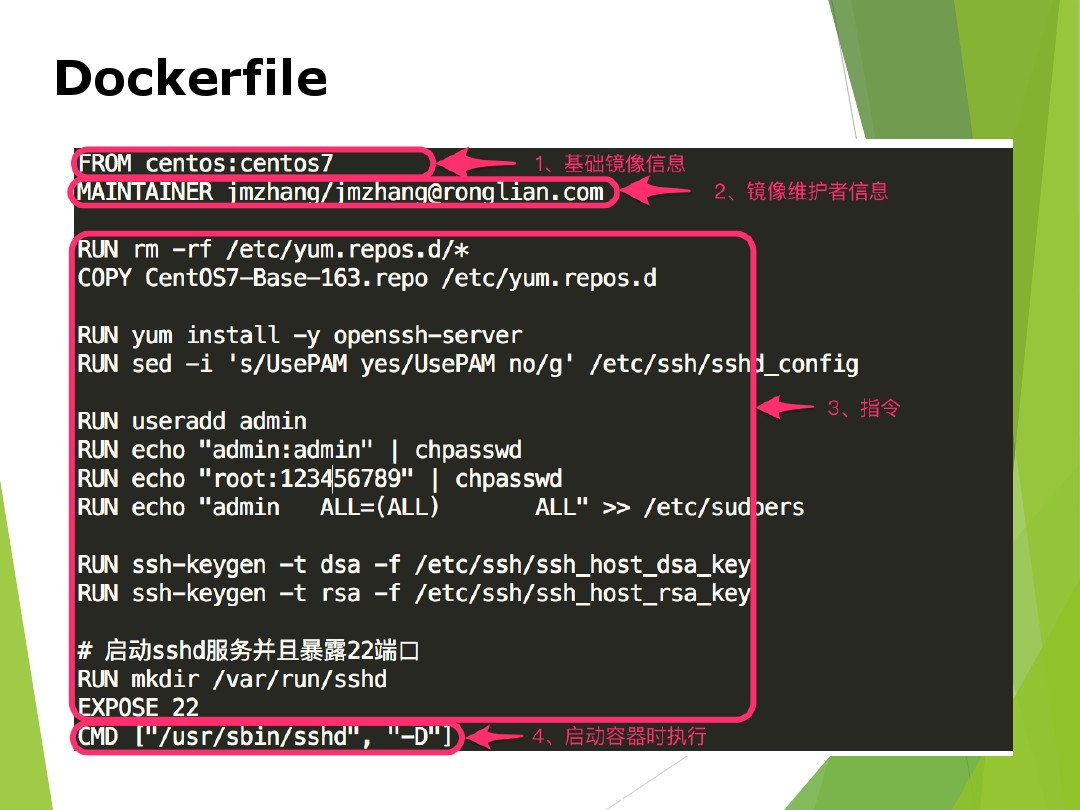 Dockerfile
FROM centos:centos7
1、基础镜像信息
MAINTAINER jmzhang/jmzhang@ronglian.com
2、镜像维护者信息
RUN rm -rf /etc/yum.repos.d/*
COPY CentOS7-Base-163.repo /etc/yum.repos.d
RUN yum install -y openssh-server
RUN sed -i 's/UsePAM yes/UsePAM no/g' /etc/ssh/sshd_config
3、指令
RUN useradd admin
RUN echo "admin:admin" | chpasswd
RUN echo "root:123456789" | chpasswd
RUN echo "admin   ALL=(ALL)       ALL" >> /etc/sudoers
RUN ssh-keygen -t dsa -f /etc/ssh/ssh_host_dsa_key
RUN ssh-keygen -t rsa -f /etc/ssh/ssh_host_rsa_key
# 启动sshd服务并且暴露22端口
RUN mkdir /var/run/sshd
EXPOSE 22
CMD ["/usr/sbin/sshd", "-D"]
4、启动容器时执行